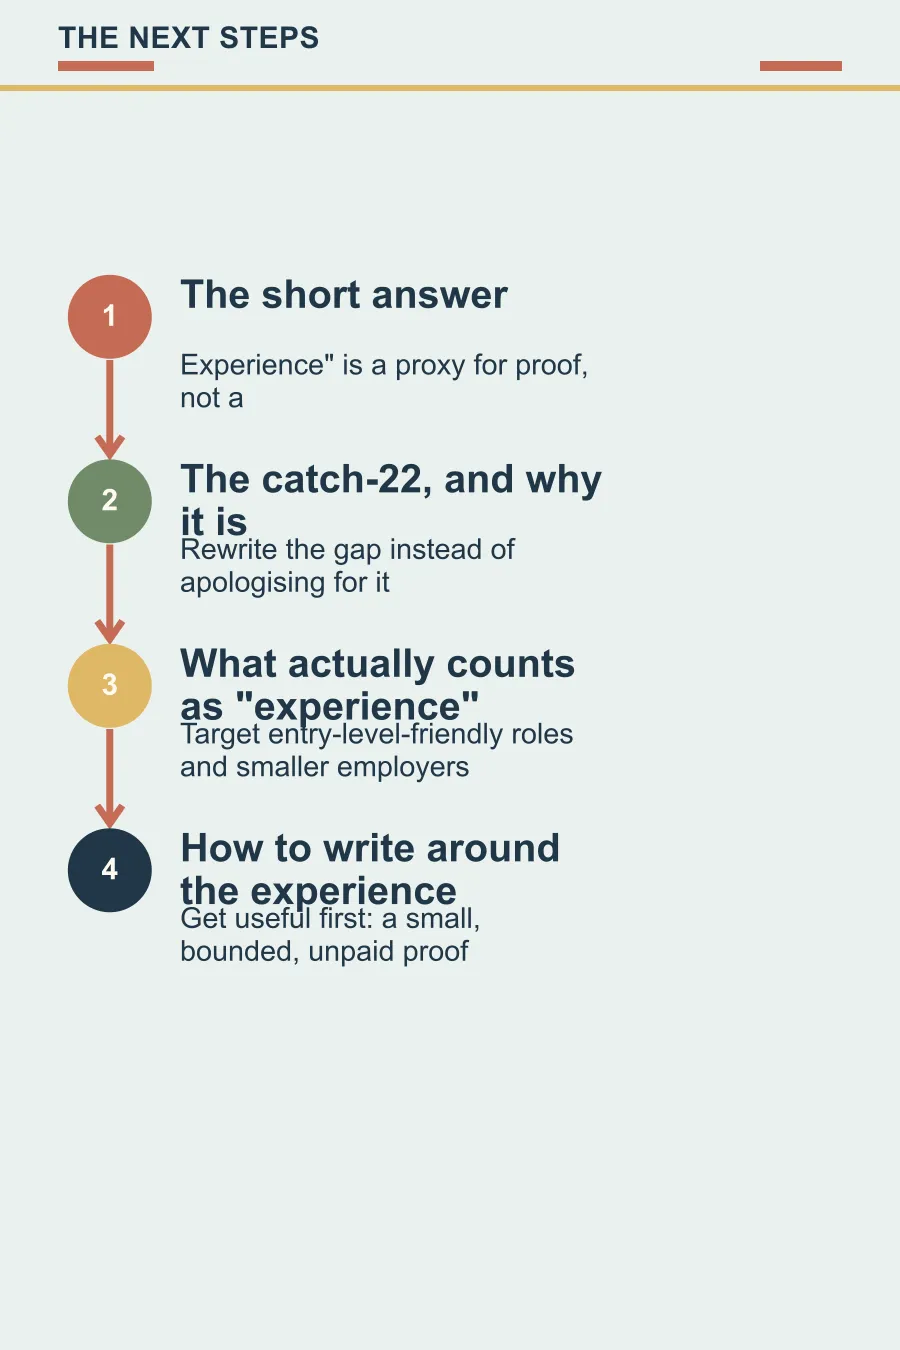 THE NEXT STEPS
1
The short answer
Experience" is a proxy for proof,
not a
2
The catch-22, and why
it is
Rewrite the gap instead of
apologising for it
3
What actually counts
as "experience"
Target entry-level-friendly roles
and smaller employers
4
How to write around
the experience
Get useful first: a small,
bounded, unpaid proof